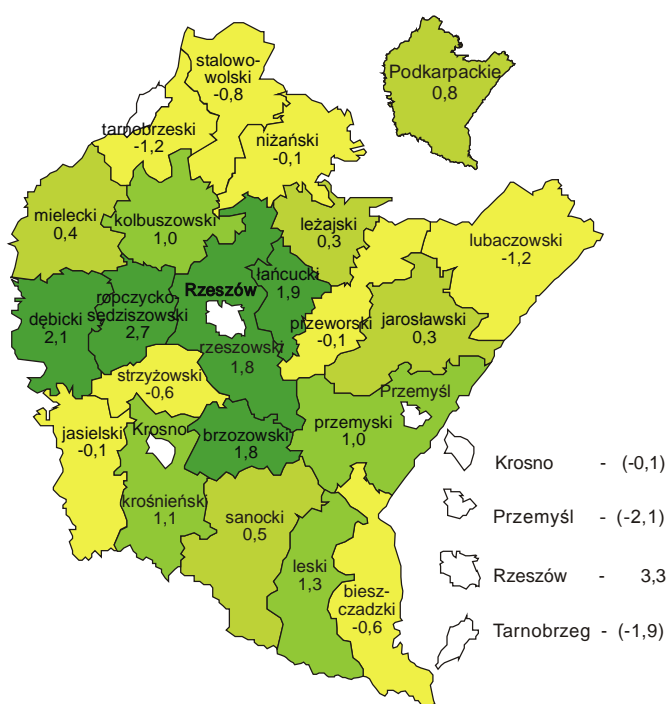 stalowo-
wolski
-0,8
Podkarpackie
0,8
tarnobrzeski
-1,2
niżański
-0,1
mielecki
0,4
kolbuszowski
1,0
leżajski
0,3
lubaczowski
-1,2
łańcucki
1,9
Rzeszów
ropczycko-
sędziszowski
2,7
dębicki
2,1
przeworski
-0,1
jarosławski
0,3
rzeszowski
1,8
strzyżowski
-0,6
Przemyśl
przemyski
1,0
jasielski
-0,1
Krosno
brzozowski
1,8
krośnieński
1,1
sanocki
0,5
leski
1,3
biesz-
czadzki
-0,6
Krosno - (-0,1)
Przemyśl - (-2,1)
Rzeszów - 3,3
Tarnobrzeg - (-1,9)